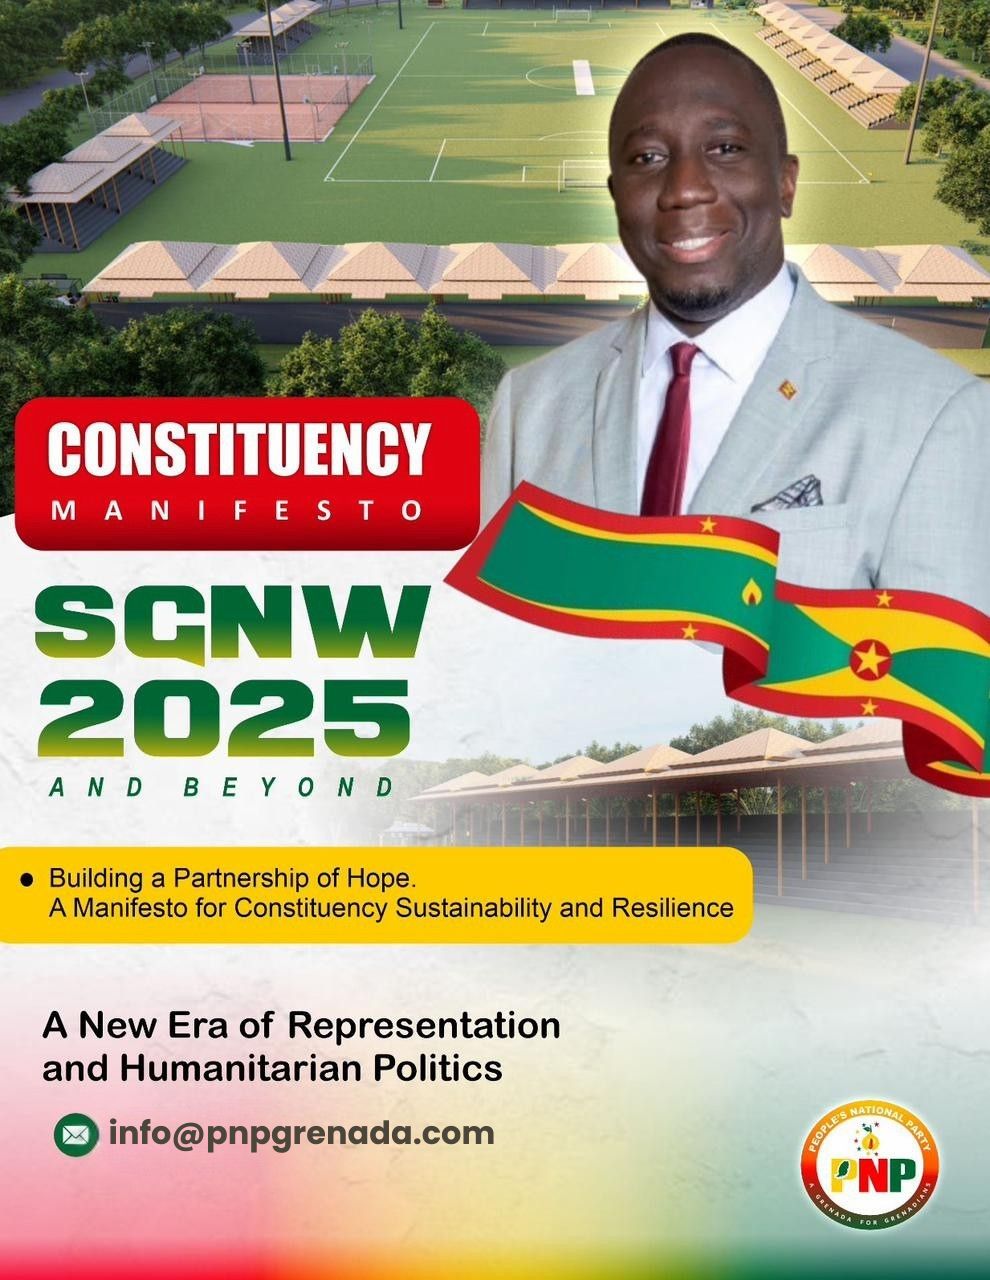 CONSTITUENCY
MANIFESTO
SGNW
2025
AND BEYOND
• Building a Partnership of Hope.
A Manifesto for Constituency Sustainability and Resilience
A New Era of Representation
and Humanitarian Politics
info@pnpgrenada.com
PEOPLE'S NATIONAL PARTY
PNP
A GRENADA FOR GRENADIANS